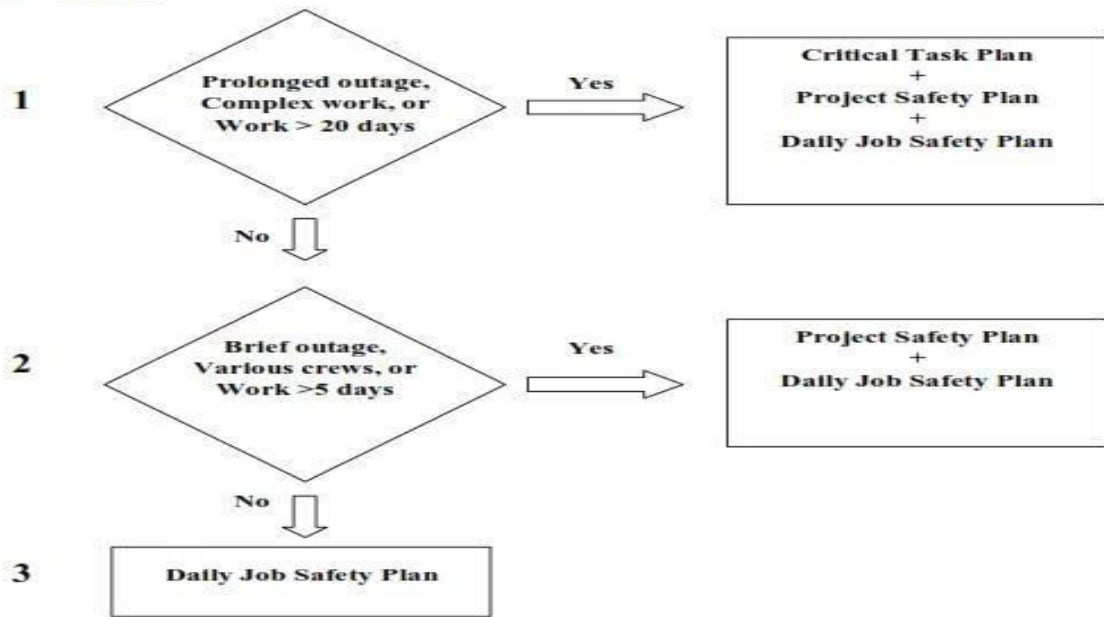 1
Prolonged outage,
Complex work, or
Work > 20 days
Yes
Critical Task Plan
+
Project Safety Plan
+
Daily Job Safety Plan
No
2
Brief outage,
Various crews, or
Work >5 days
Yes
Project Safety Plan
+
Daily Job Safety Plan
No
3
Daily Job Safety Plan